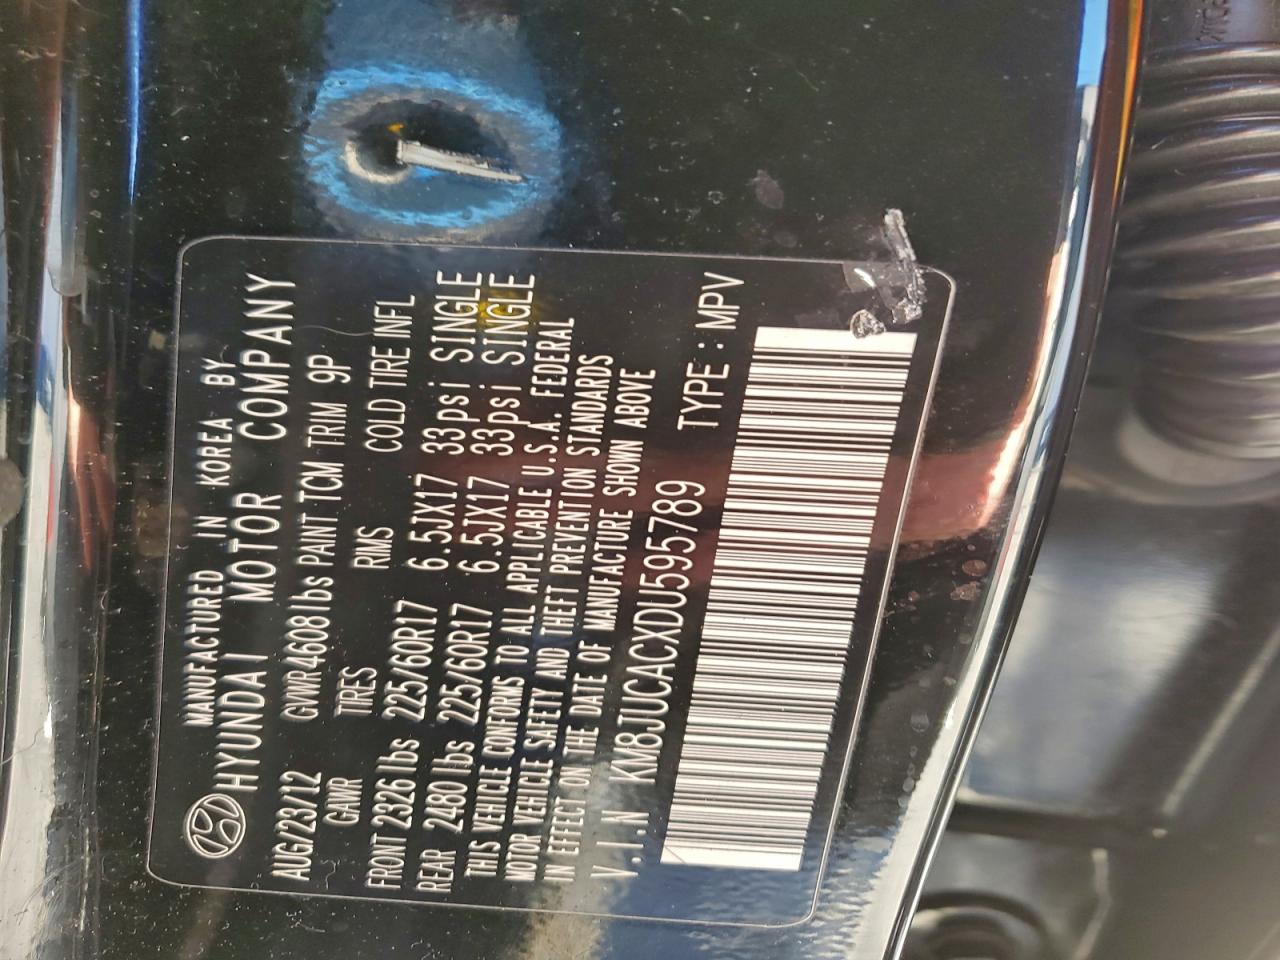 MANUFACTURED IN KOREA BY
HYUNDAI MOTOR COMPANY
AUG/23/12 GVWR 4608lbs PAINT TCM TRIM 9P
GAWR TIRES RIMS COLD TIRE INFL
FRONT 2326 lbs 225/60R17 6.5JX17 33psi SINGLE
REAR 2480 lbs 225/60R17 6.5JX17 33psi SINGLE
THIS VEHICLE CONFORMS TO ALL APPLICABLE U.S.A. FEDERAL
MOTOR VEHICLE SAFETY AND THEFT PREVENTION STANDARDS
IN EFFECT ON THE DATE OF MANUFACTURE SHOWN ABOVE
V.I.N KM8JUCACXDU595789 TYPE : MPV